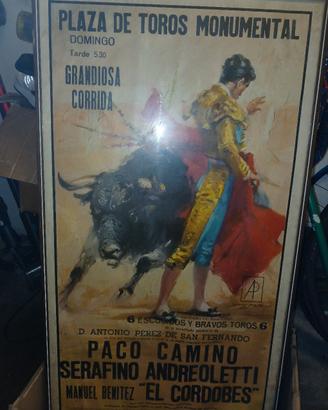 PLAZA DE TOROS MONUMENTAL
DOMINGO
Tarde 5.30
GRANDIOSA
CORRIDA
AP
6 ESCOGIDOS Y BRAVOS TOROS 6
D. ANTONIO PEREZ DE SAN FERNANDO
PACO CAMINO
SERAFINO ANDREOLETTI
MANUEL BENITEZ "EL CORDOBES"